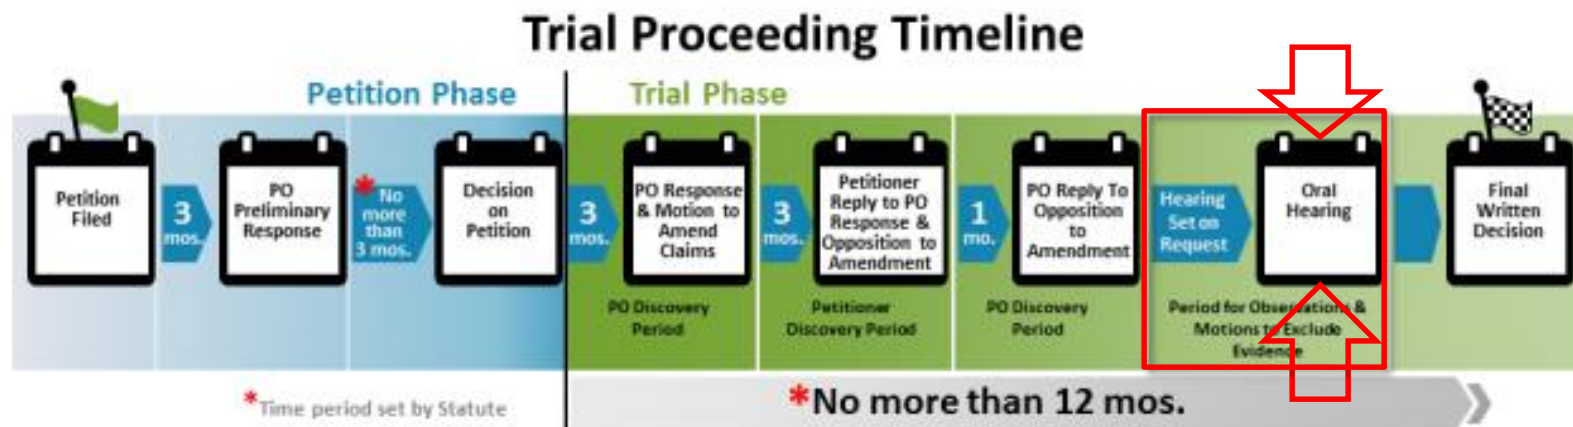 Trial Proceeding Timeline
Petition Phase
Trial Phase
Petition
Filed
3
mos.
PO
Preliminary
Response
*No
more
than
3 mos.
Decision
on
Petition
3
mos.
PO Response
& Motion to
Amend
Claims
PO Discovery
Period
3
mos.
Petitioner
Reply to PO
Response &
Opposition to
Amendment
Petitioner
Discovery Period
1
mo.
PO Reply To
Opposition
to
Amendment
PO Discovery
Period
Hearing
Set on
Request
Oral
Hearing
Period for Observations &
Motions to Exclude
Evidence
Final
Written
Decision
*Time period set by Statute
*No more than 12 mos.